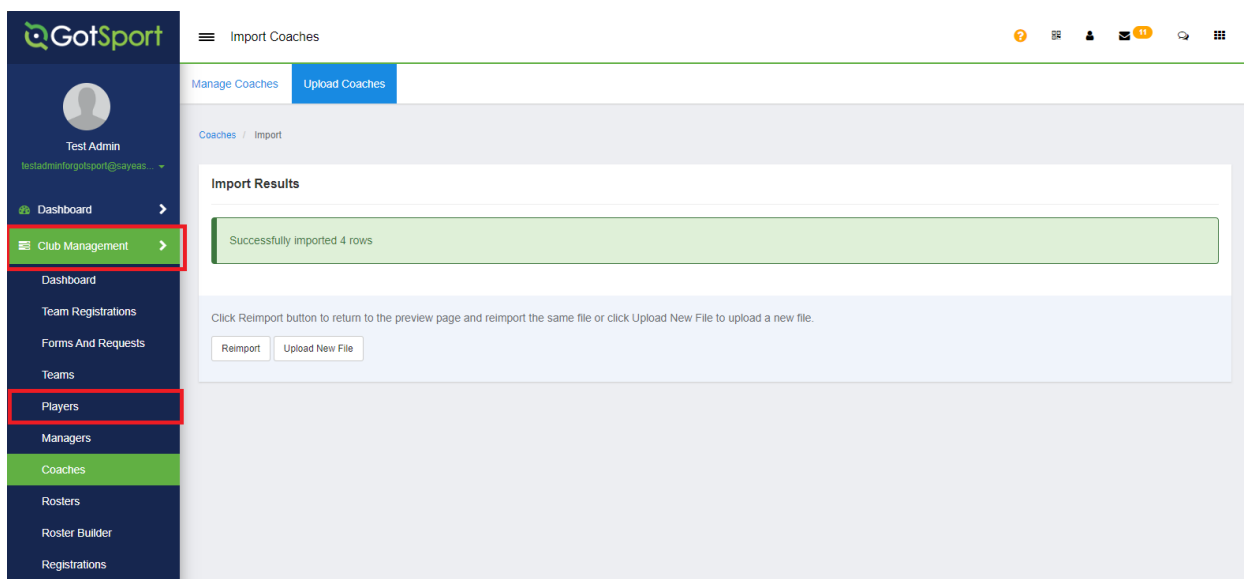 GotSport
Import Coaches
11
Test Admin
testadminforgotsport@sayeas...
Dashboard
Club Management
Dashboard
Team Registrations
Forms And Requests
Teams
Players
Managers
Coaches
Rosters
Roster Builder
Registrations
Manage Coaches
Upload Coaches
Coaches / Import
Import Results
Successfully imported 4 rows
Click Reimport button to return to the preview page and reimport the same file or click Upload New File to upload a new file.
Reimport
Upload New File